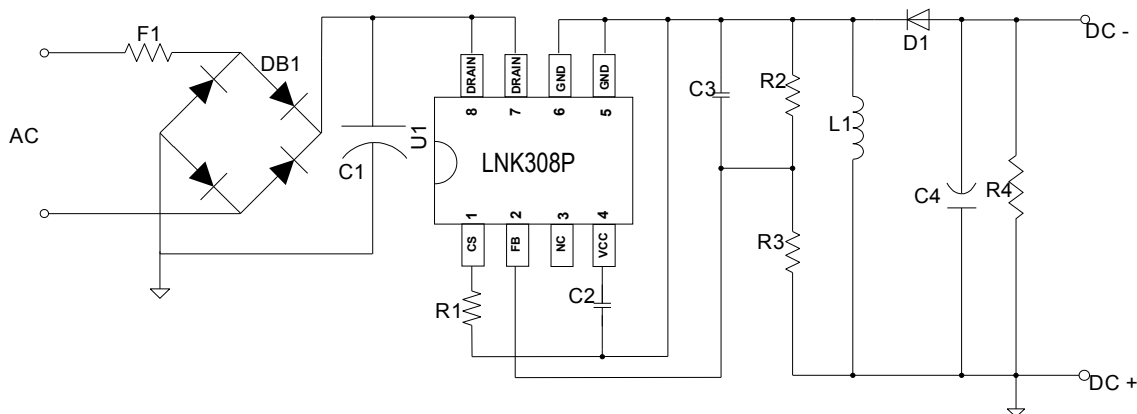 F1
DB1
AC
C1
U1
DRAIN
DRAIN
GND
GND
8
7
6
5
LNK308P
1
2
3
4
CS
FB
NC
VCC
R1
C2
C3
R2
R3
L1
D1
C4
R4
DC -
DC +